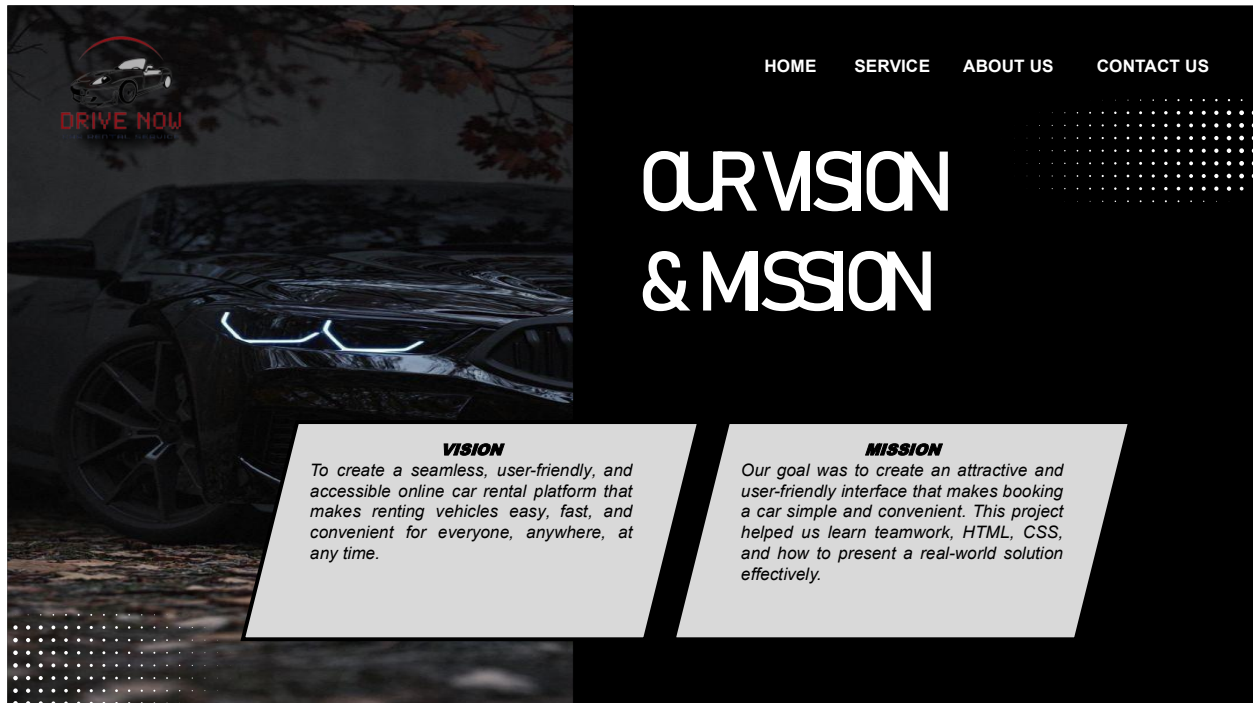 DRIVE NOW
CAR RENTAL SERVICE
HOME SERVICE ABOUT US CONTACT US
OUR VISION
& MISSION
VISION
To create a seamless, user-friendly, and
accessible online car rental platform that
makes renting vehicles easy, fast, and
convenient for everyone, anywhere, at
any time.
MISSION
Our goal was to create an attractive and
user-friendly interface that makes booking
a car simple and convenient. This project
helped us learn teamwork, HTML, CSS,
and how to present a real-world solution
effectively.